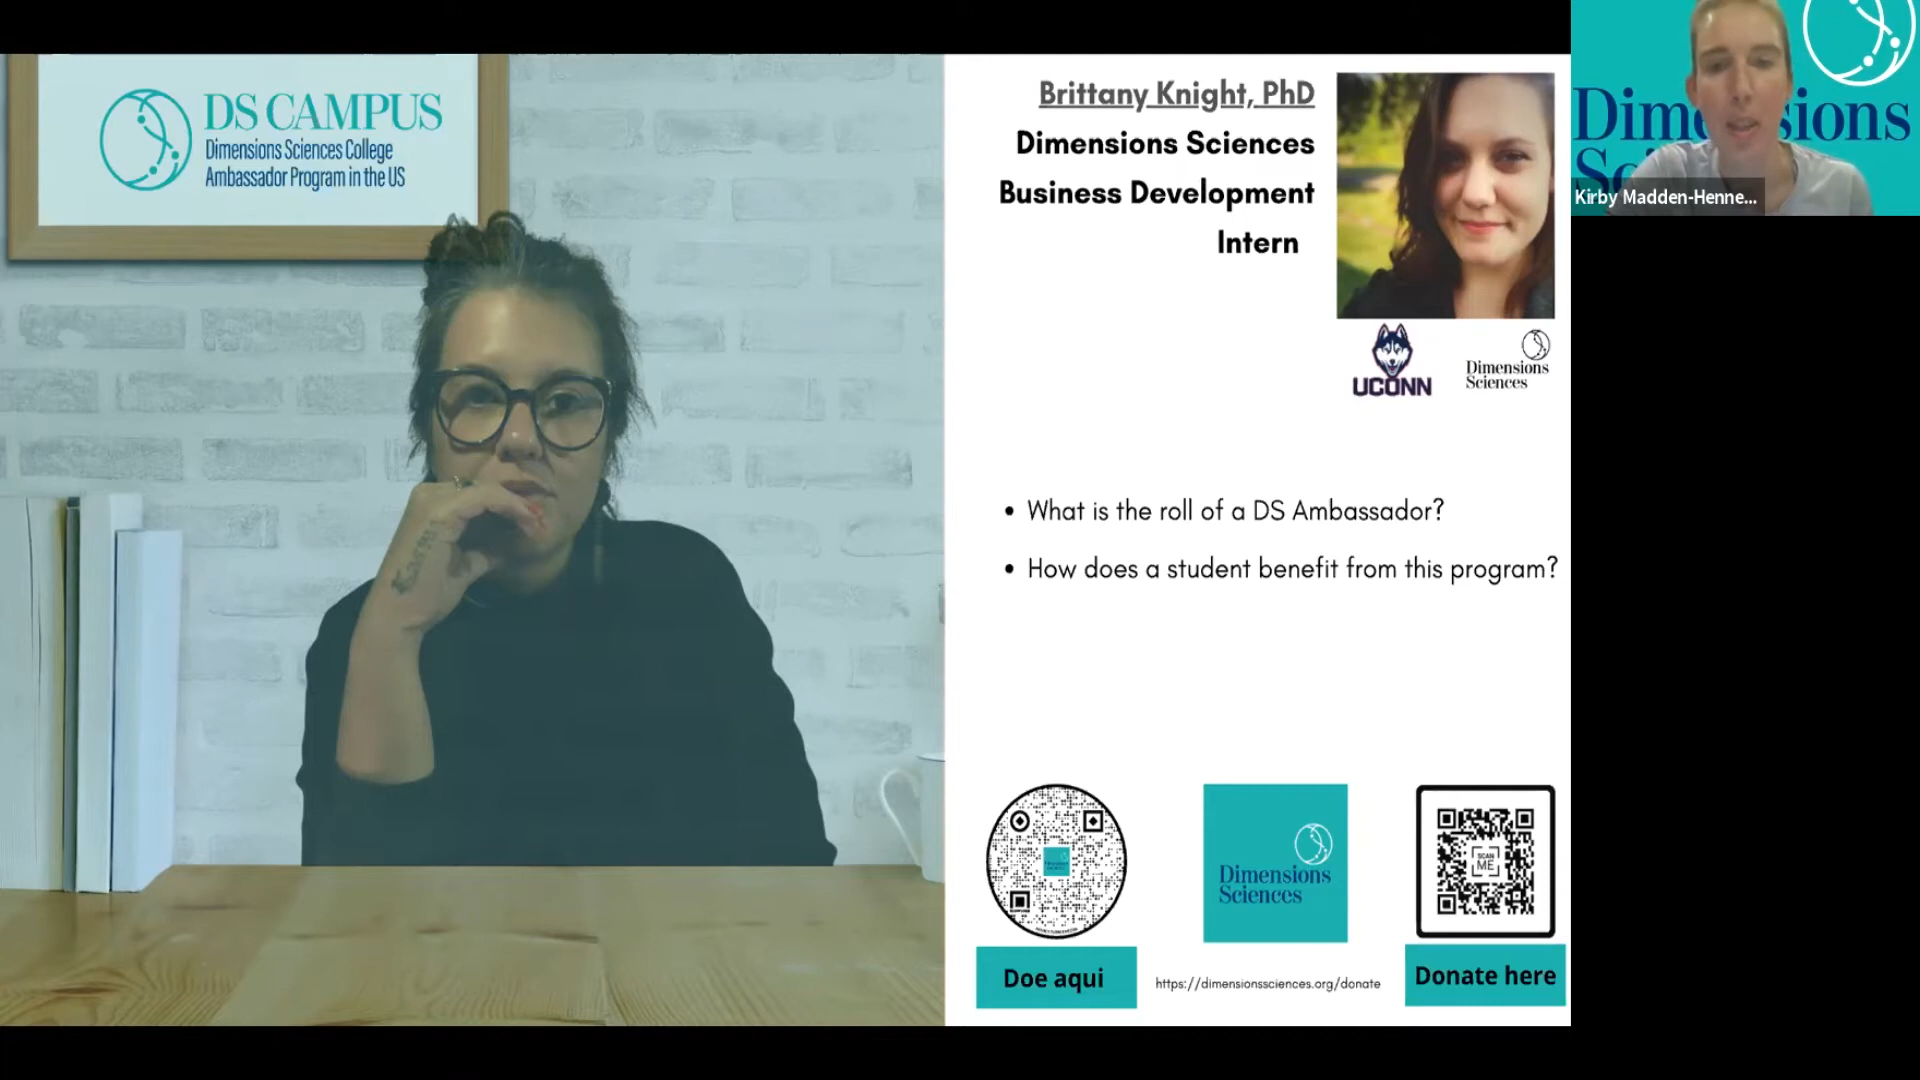 DS CAMPUS
Dimensions Sciences College
Ambassador Program in the US
Brittany Knight, PhD
Dimensions Sciences
Business Development
Intern
UCONN
Dimensions
Sciences
What is the roll of a DS Ambassador?
How does a student benefit from this program?
SCAN
ME
Dimensions
Sciences
Doe aqui
https://dimensionssciences.org/donate
Donate here
Kirby Madden-Henne...